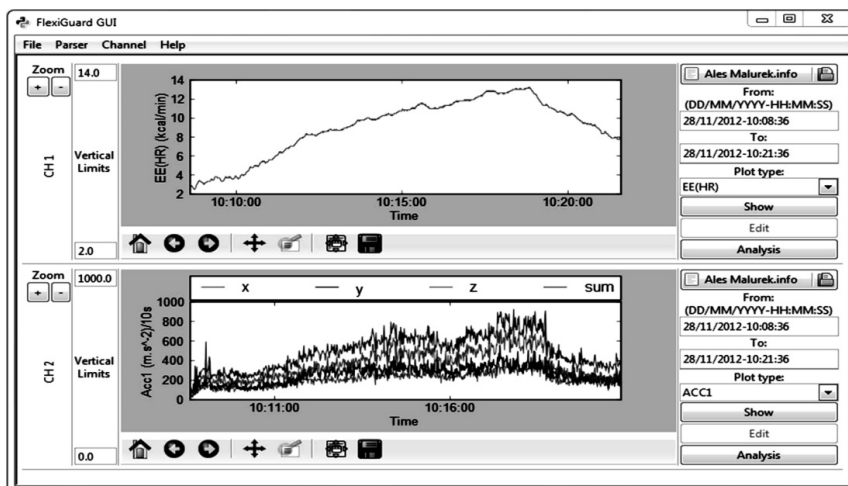 FlexiGuard GUI
File Parser Channel Help
Zoom
+ -
CH 1
14.0
Vertical
Limits
2.0
EE(HR) (kcal/min)
14
12
10
8
6
4
2
10:10:00 10:15:00 10:20:00
Time
Ales Malurek.info
From:
(DD/MM/YYYY-HH:MM:SS)
28/11/2012-10:08:36
To:
28/11/2012-10:21:36
Plot type:
EE(HR)
Show
Edit
Analysis
Zoom
+ -
CH 2
1000.0
Vertical
Limits
0.0
x y z sum
Acc1 (m.s^-2)/10s
1000
800
600
400
200
0
10:11:00 10:16:00
Time
Ales Malurek.info
From:
(DD/MM/YYYY-HH:MM:SS)
28/11/2012-10:08:36
To:
28/11/2012-10:21:36
Plot type:
ACC1
Show
Edit
Analysis